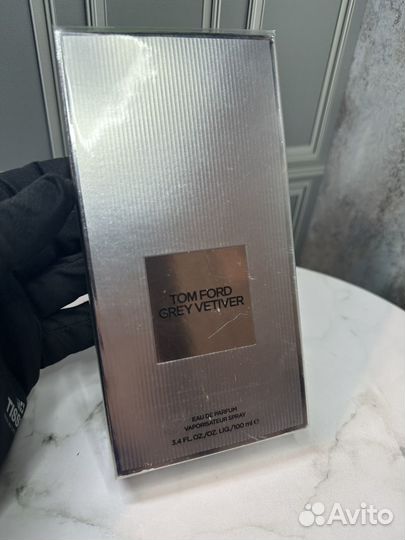 TOM FORD
GREY VETIVER
EAU DE PARFUM
VAPORISATEUR SPRAY
3.4 FL. OZ./OZ. LIQ./100 ml ℮
Avito